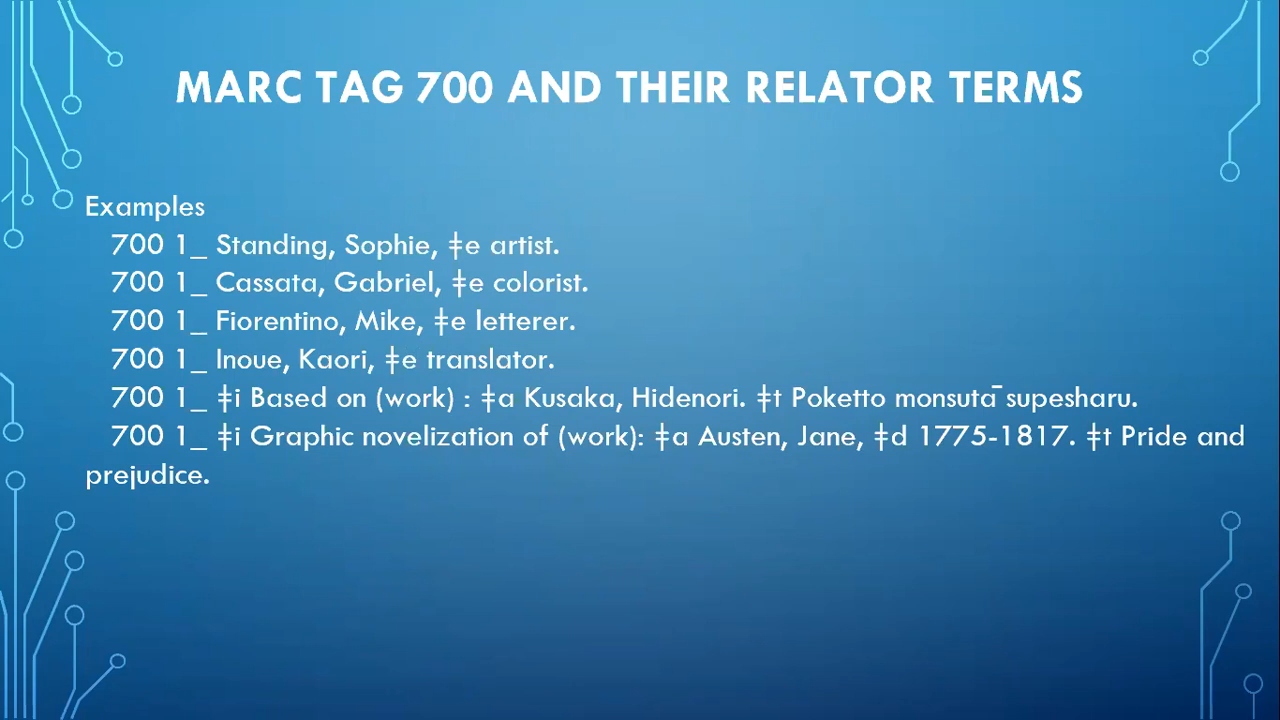 MARC TAG 700 AND THEIR RELATOR TERMS
Examples
700 1_ Standing, Sophie, ǂe artist.
700 1_ Cassata, Gabriel, ǂe colorist.
700 1_ Fiorentino, Mike, ǂe letterer.
700 1_ Inoue, Kaori, ǂe translator.
700 1_ ǂi Based on (work) : ǂa Kusaka, Hidenori. ǂt Poketto monsutā supesharu.
700 1_ ǂi Graphic novelization of (work): ǂa Austen, Jane, ǂd 1775-1817. ǂt Pride and
prejudice.